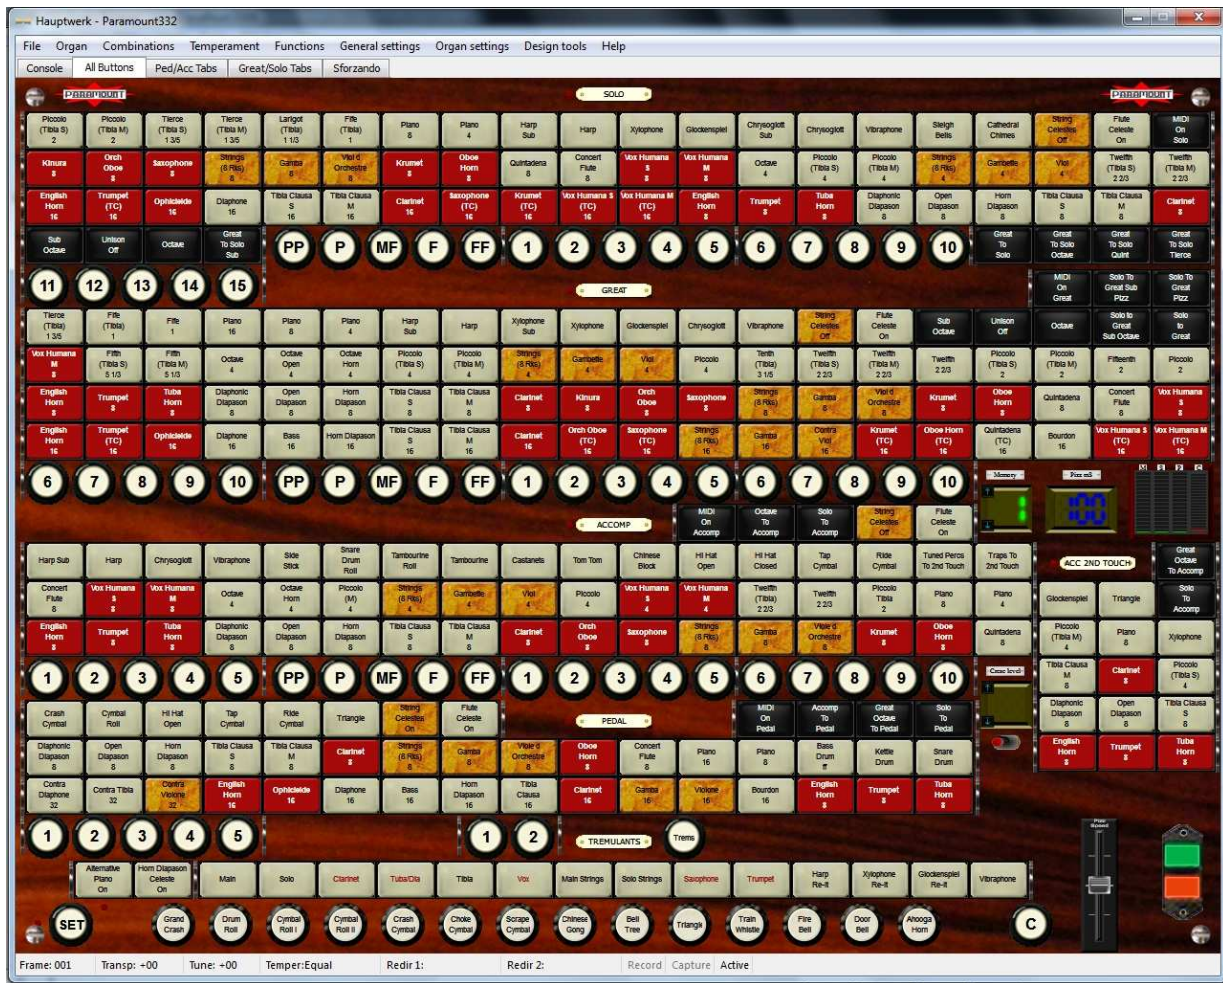 Hauptwerk - Paramount332
File Organ Combinations Temperament Functions General settings Organ settings Design tools Help
Console All Buttons Ped/Acc Tabs Great/Solo Tabs Sforzando
PARAMOUNT SOLO PARAMOUNT
Piccolo (Tibia S) 2 Piccolo (Tibia M) 2 Tierce (Tibia S) 1 3/5 Tierce (Tibia M) 1 3/5 Larigot (Tibia) 1 1/3 Fife (Tibia) 1 Piano 8 Piano 4 Harp Sub Harp Xylophone Glockenspiel Chrysoglott Sub Chrysoglott Vibraphone Sleigh Bells Cathedral Chimes String Celestes Off Flute Celeste On MIDI On Solo
Kinura 8 Orch Oboe 8 Saxophone 8 Strings (8 Rks) 8 Gamba 8 Viol d Orchestre 8 Krumet 8 Oboe Horn 8 Quintadena 8 Concert Flute 8 Vox Humana S 8 Vox Humana M 8 Octave 4 Piccolo (Tibia S) 4 Piccolo (Tibia M) 4 Strings (8 Rks) 4 Gambette 4 Viol 4 Twelfth (Tibia S) 2 2/3 Twelfth (Tibia M) 2 2/3
English Horn 16 Trumpet (TC) 16 Ophicleide 16 Diaphone 16 Tibia Clausa S 16 Tibia Clausa M 16 Clarinet 16 Saxophone (TC) 16 Krumet (TC) 16 Vox Humana S (TC) 16 Vox Humana M (TC) 16 English Horn 8 Trumpet 8 Tuba Horn 8 Diaphonic Diapason 8 Open Diapason 8 Horn Diapason 8 Tibia Clausa S 8 Tibia Clausa M 8 Clarinet 8
Sub Octave Unison Off Octave Great To Solo Sub PP P MF F FF 1 2 3 4 5 6 7 8 9 10 Great To Solo Great To Solo Octave Great To Solo Quint Great To Solo Tierce
11 12 13 14 15 GREAT MIDI On Great Solo To Great Sub Pizz Solo To Great Pizz
Tierce (Tibia) 1 3/5 Fife (Tibia) 1 Fife 1 Piano 16 Piano 8 Piano 4 Harp Sub Harp Xylophone Sub Xylophone Glockenspiel Chrysoglott Vibraphone String Celestes Off Flute Celeste On Sub Octave Unison Off Octave Solo to Great Sub Octave Solo to Great
Vox Humana M 8 Fifth (Tibia S) 5 1/3 Fifth (Tibia M) 5 1/3 Octave 4 Octave Open 4 Octave Horn 4 Piccolo (Tibia S) 4 Piccolo (Tibia M) 4 Strings (8 Rks) 4 Gambette 4 Viol 4 Piccolo 4 Tenth (Tibia) 3 1/5 Twelfth (Tibia S) 2 2/3 Twelfth (Tibia M) 2 2/3 Twelfth 2 2/3 Piccolo (Tibia S) 2 Piccolo (Tibia M) 2 Fifteenth 2 Piccolo 2
English Horn 8 Trumpet 8 Tuba Horn 8 Diaphonic Diapason 8 Open Diapason 8 Horn Diapason 8 Tibia Clausa S 8 Tibia Clausa M 8 Clarinet 8 Kinura 8 Orch Oboe 8 Saxophone 8 Strings (8 Rks) 8 Gamba 8 Viol d Orchestre 8 Krumet 8 Oboe Horn 8 Quintadena 8 Concert Flute 8 Vox Humana S 8
English Horn 16 Trumpet (TC) 16 Ophicleide 16 Diaphone 16 Bass 16 Horn Diapason 16 Tibia Clausa S 16 Tibia Clausa M 16 Clarinet 16 Orch Oboe (TC) 16 Saxophone (TC) 16 Strings (8 Rks) 16 Gamba 16 Contra Viol 16 Krumet (TC) 16 Oboe Horn (TC) 16 Quintadena (TC) 16 Bourdon 16 Vox Humana S (TC) 16 Vox Humana M (TC) 16
6 7 8 9 10 PP P MF F FF 1 2 3 4 5 6 7 8 9 10 Memory 1 Pizz mS 100 M S P C
ACCOMP MIDI On Accomp Octave To Accomp Solo To Accomp String Celestes Off Flute Celeste On
Harp Sub Harp Chrysoglott Vibraphone Side Stick Snare Drum Roll Tambourine Roll Tambourine Castanets Tom Tom Chinese Block Hi Hat Open Hi Hat Closed Tap Cymbal Ride Cymbal Tuned Percs To 2nd Touch Traps To 2nd Touch ACC 2ND TOUCH Great Octave To Accomp
Concert Flute 8 Vox Humana S 8 Vox Humana M 8 Octave 4 Octave Horn 4 Piccolo (M) 4 Strings (8 Rks) 4 Gambette 4 Viol 4 Piccolo 4 Vox Humana S 4 Vox Humana M 4 Twelfth (Tibia) 2 2/3 Twelfth 2 2/3 Piccolo Tibia 2 Piano 8 Piano 4 Glockenspiel Triangle Solo To Accomp
English Horn 8 Trumpet 8 Tuba Horn 8 Diaphonic Diapason 8 Open Diapason 8 Horn Diapason 8 Tibia Clausa S 8 Tibia Clausa M 8 Clarinet 8 Orch Oboe 8 Saxophone 8 Strings (8 Rks) 8 Gamba 8 Viole d Orchestre 8 Krumet 8 Oboe Horn 8 Quintadena 8 Piccolo (Tibia M) 4 Piano 8 Xylophone
1 2 3 4 5 PP P MF F FF 1 2 3 4 5 6 7 8 9 10 Cresc level Tibia Clausa M 8 Clarinet 8 Piccolo (Tibia S) 4
Crash Cymbal Cymbal Roll Hi Hat Open Tap Cymbal Ride Cymbal Triangle String Celestes On Flute Celeste On PEDAL MIDI On Pedal Accomp To Pedal Great Octave To Pedal Solo To Pedal Diaphonic Diapason 8 Open Diapason 8 Tibia Clausa S 8
Diaphonic Diapason 8 Open Diapason 8 Horn Diapason 8 Tibia Clausa S 8 Tibia Clausa M 8 Clarinet 8 Strings (8 Rks) 8 Gamba 8 Viole d Orchestre 8 Oboe Horn 8 Concert Flute 8 Piano 16 Piano 8 Bass Drum ff Kettle Drum Snare Drum English Horn 8 Trumpet 8 Tuba Horn 8
Contra Diaphone 32 Contra Tibia 32 Contra Violone 32 English Horn 16 Ophicleide 16 Diaphone 16 Bass 16 Horn Diapason 16 Tibia Clausa 16 Clarinet 16 Gamba 16 Violone 16 Bourdon 16 English Horn 8 Trumpet 8 Tuba Horn 8
1 2 3 4 5 1 2 TREMULANTS Trems
Alternative Piano On Horn Diapason Celeste On Main Solo Clarinet Tuba/Dia Tibia Vox Main Strings Solo Strings Saxophone Trumpet Harp Re-It Xylophone Re-It Glockenspiel Re-It Vibraphone
SET Grand Crash Drum Roll Cymbal Roll I Cymbal Roll II Crash Cymbal Choke Cymbal Scrape Cymbal Chinese Gong Bell Tree Triangle Train Whistle Fire Bell Door Bell Ahooga Horn C
Frame: 001 Transp: +00 Tune: +00 Temper:Equal Redir 1: Redir 2: Record Capture Active